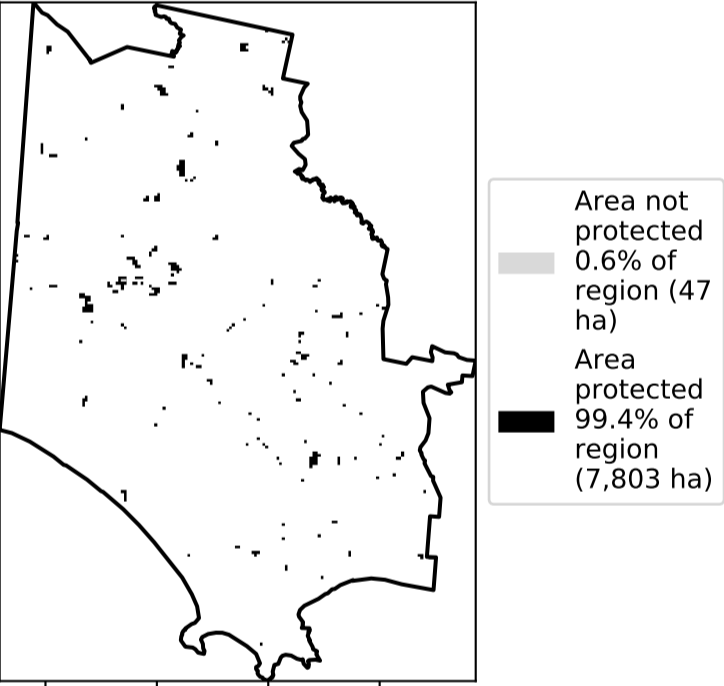 Area not
protected
0.6% of
region (47
ha)
Area
protected
99.4% of
region
(7,803 ha)